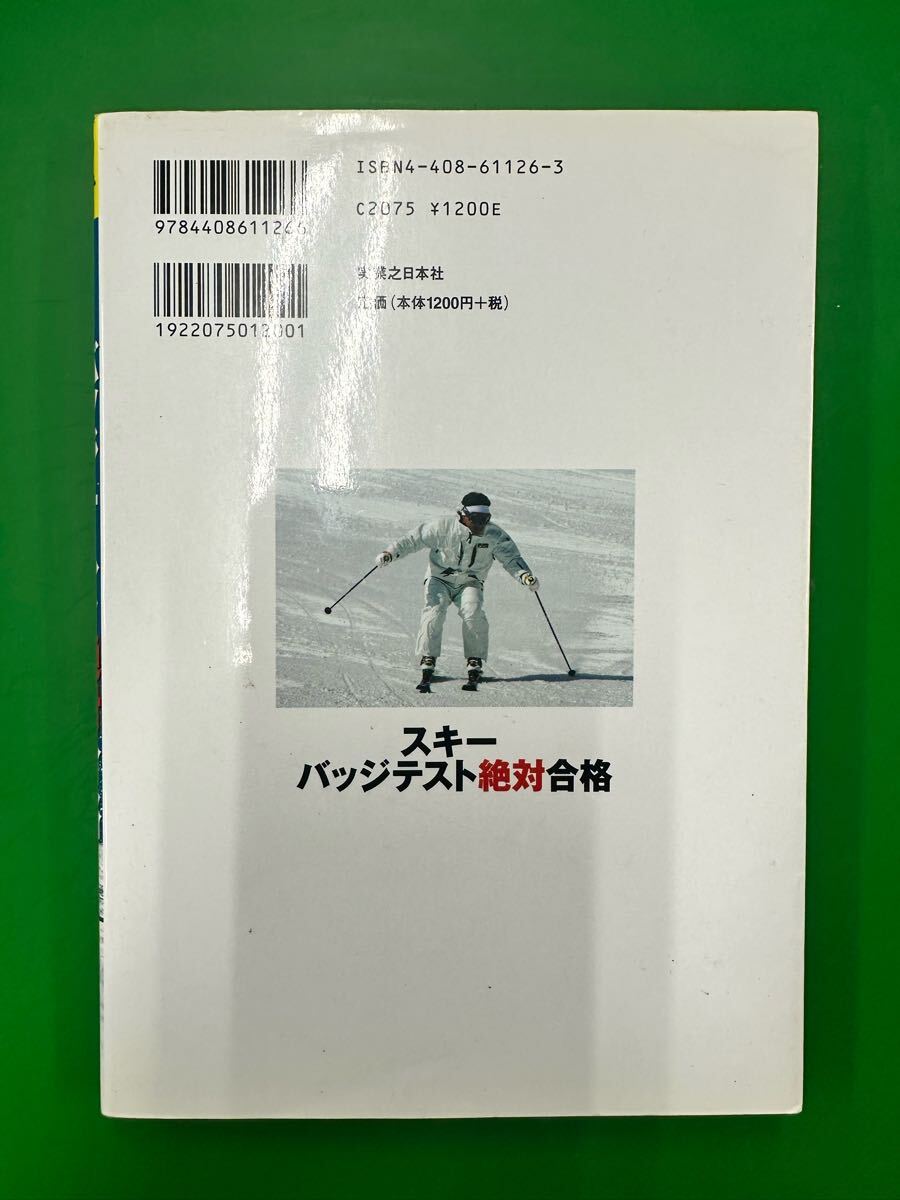 ISBN4-408-61126-3
C2075 ¥1200E
9784408611266
実業之日本社
定価（本体1200円＋税）
1922075012001
スキー
バッジテスト絶対合格